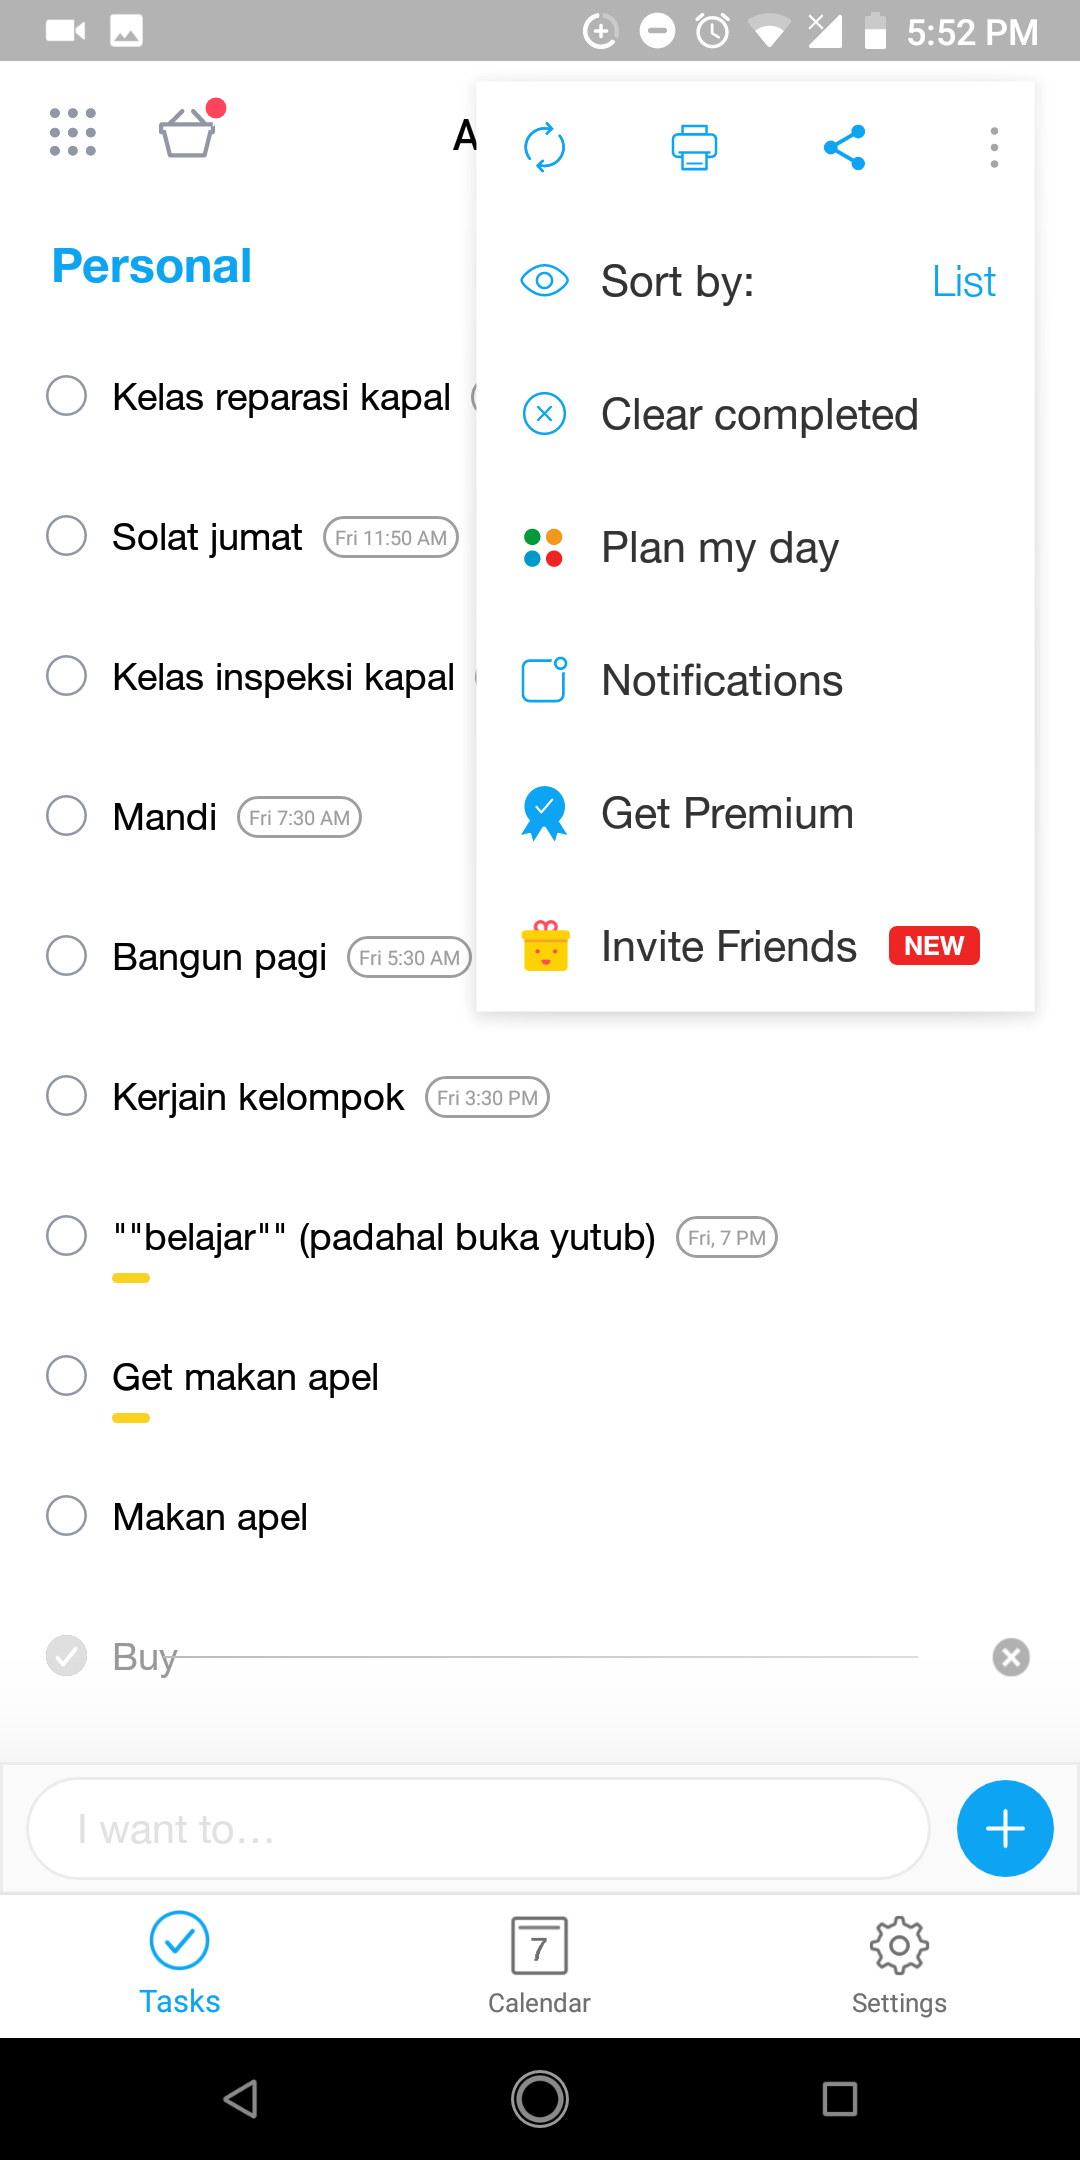 5:52 PM
A
Personal
Sort by: List
Kelas reparasi kapal
Clear completed
Solat jumat Fri 11:50 AM
Plan my day
Kelas inspeksi kapal
Notifications
Mandi Fri 7:30 AM
Get Premium
Bangun pagi Fri 5:30 AM
Invite Friends NEW
Kerjain kelompok Fri 3:30 PM
""belajar"" (padahal buka yutub) Fri, 7 PM
Get makan apel
Makan apel
Buy
I want to...
7
Tasks Calendar Settings